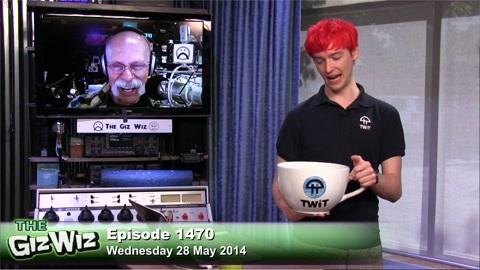 THE GIZ WIZ
TWiT
TWiT
THE
GIZWIZ
Episode 1470
Wednesday 28 May 2014